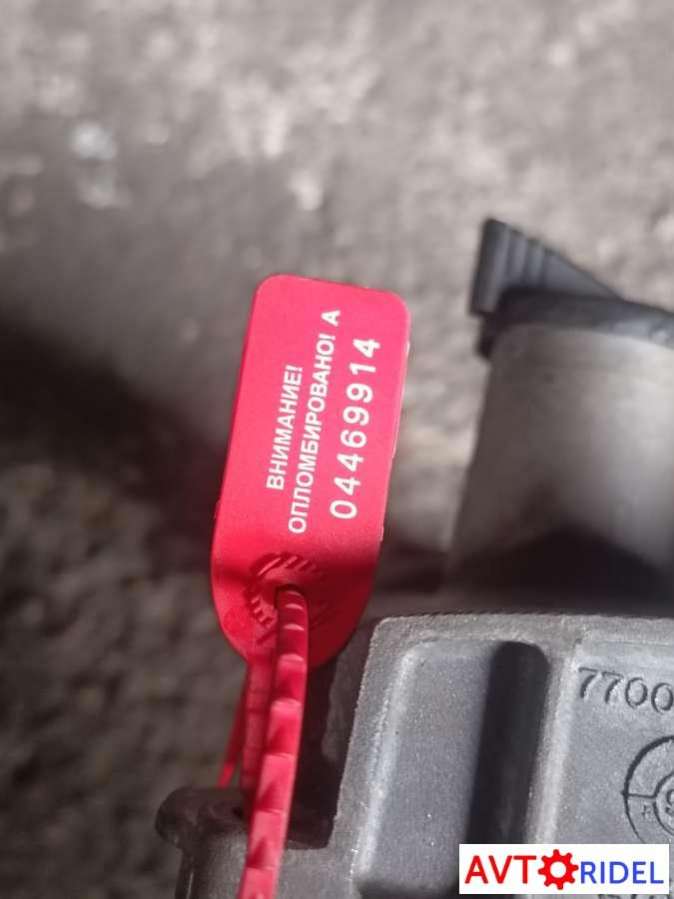 ВНИМАНИЕ!
ОПЛОМБИРОВАНО! А
04469914
7700
AVTORIDEL